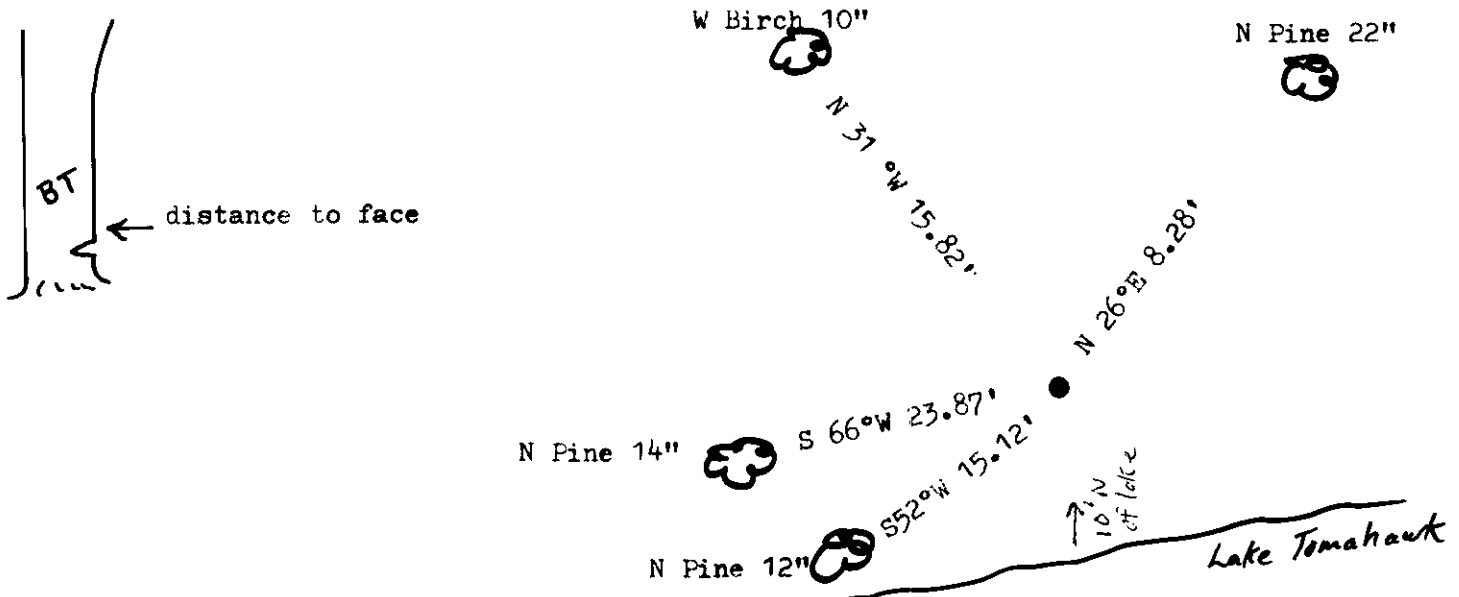 W Birch 10"
N Pine 22"
N 31 °W 15.82'
BT
distance to face
N 26°E 8.28'
N Pine 14"
S 66°W 23.87'
S52°W 15.12'
10' N
of lake
N Pine 12"
Lake Tomahawk